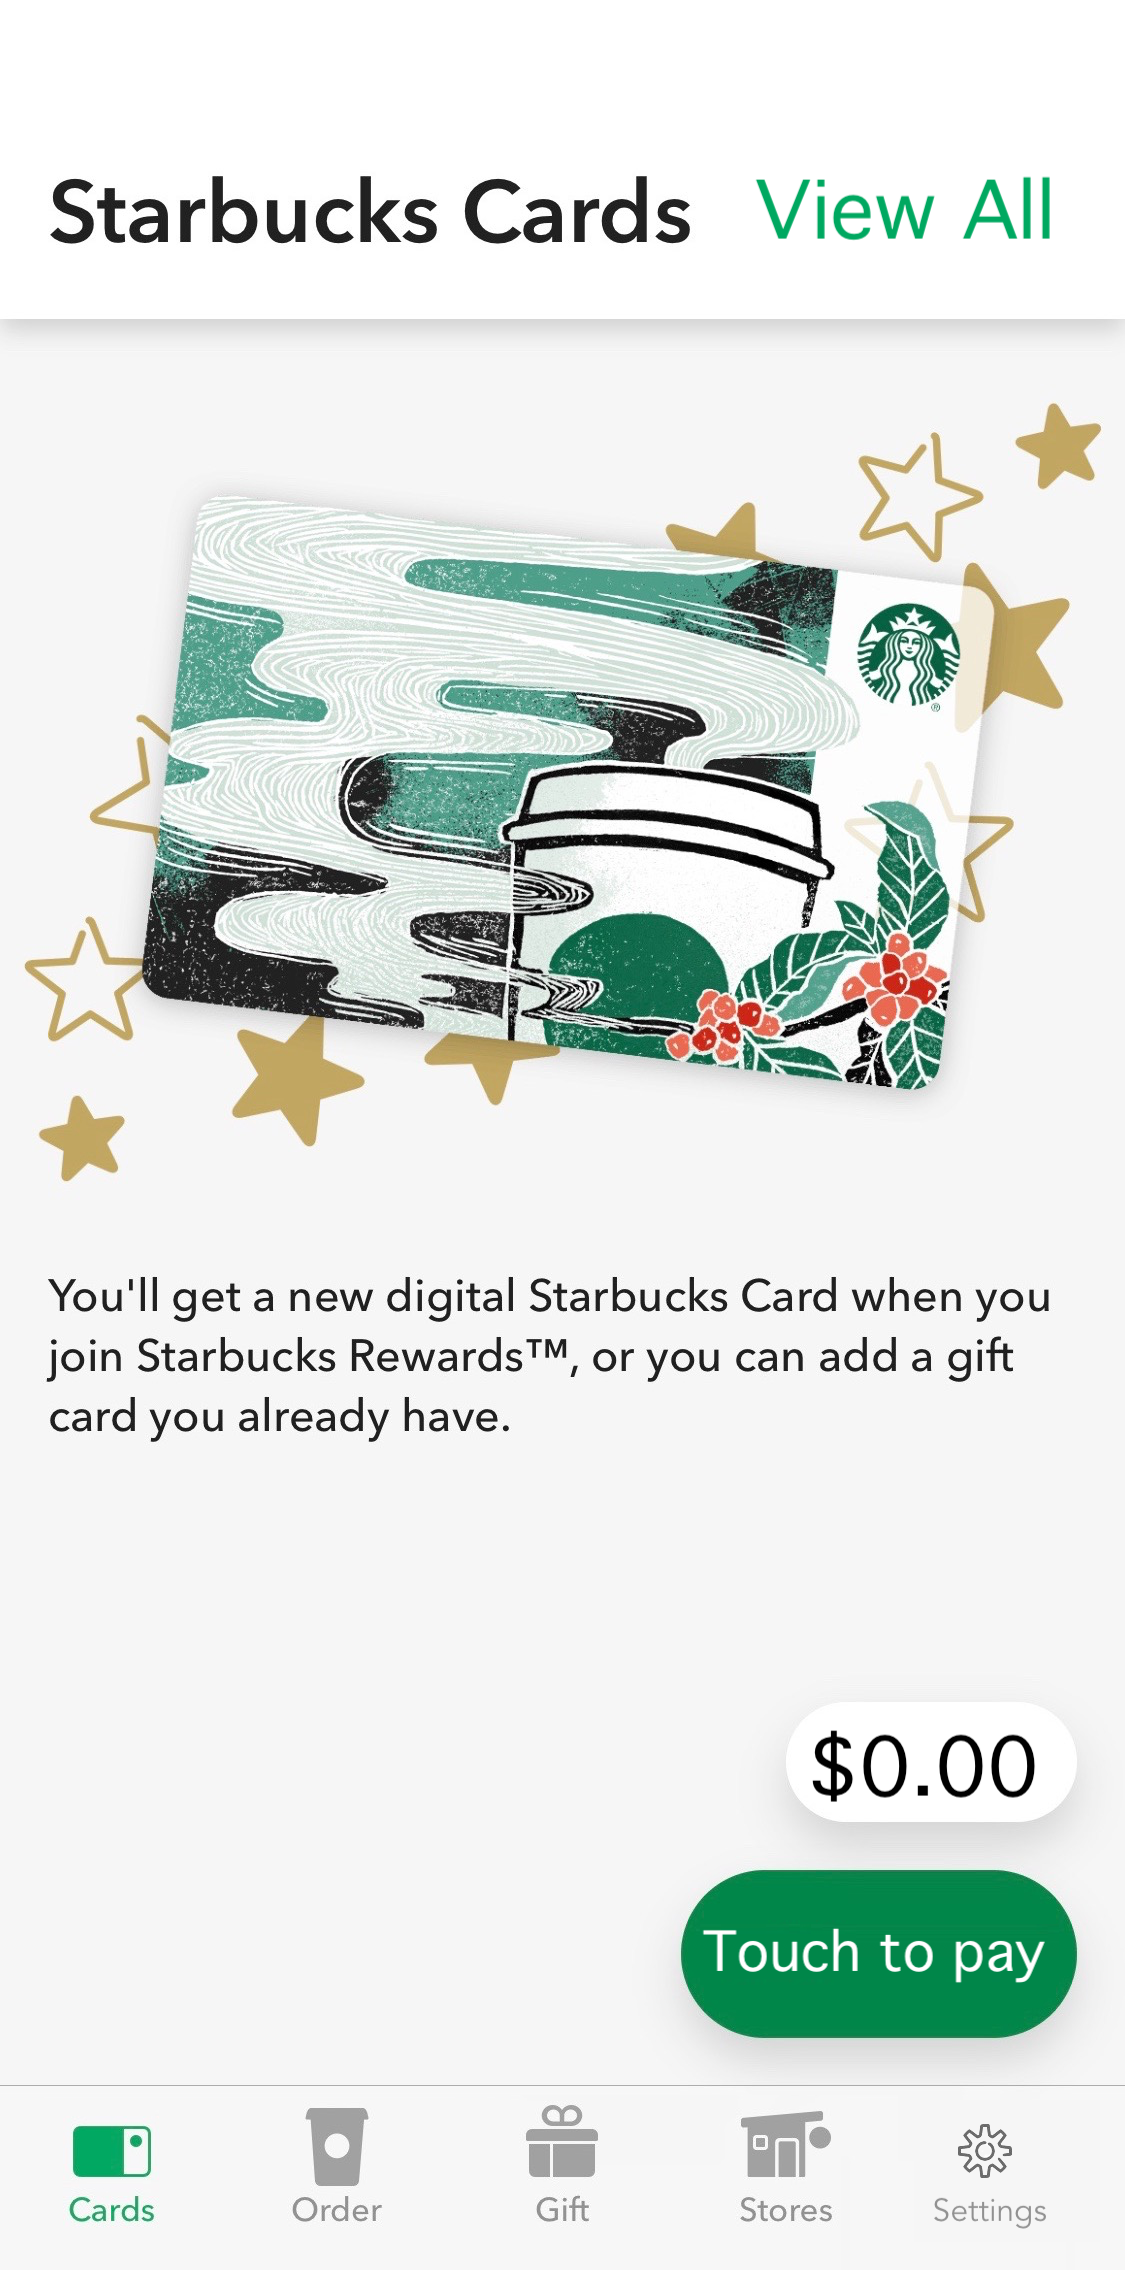 Starbucks Cards View All
You'll get a new digital Starbucks Card when you
join Starbucks Rewards™, or you can add a gift
card you already have.
$0.00
Touch to pay
Cards Order Gift Stores Settings